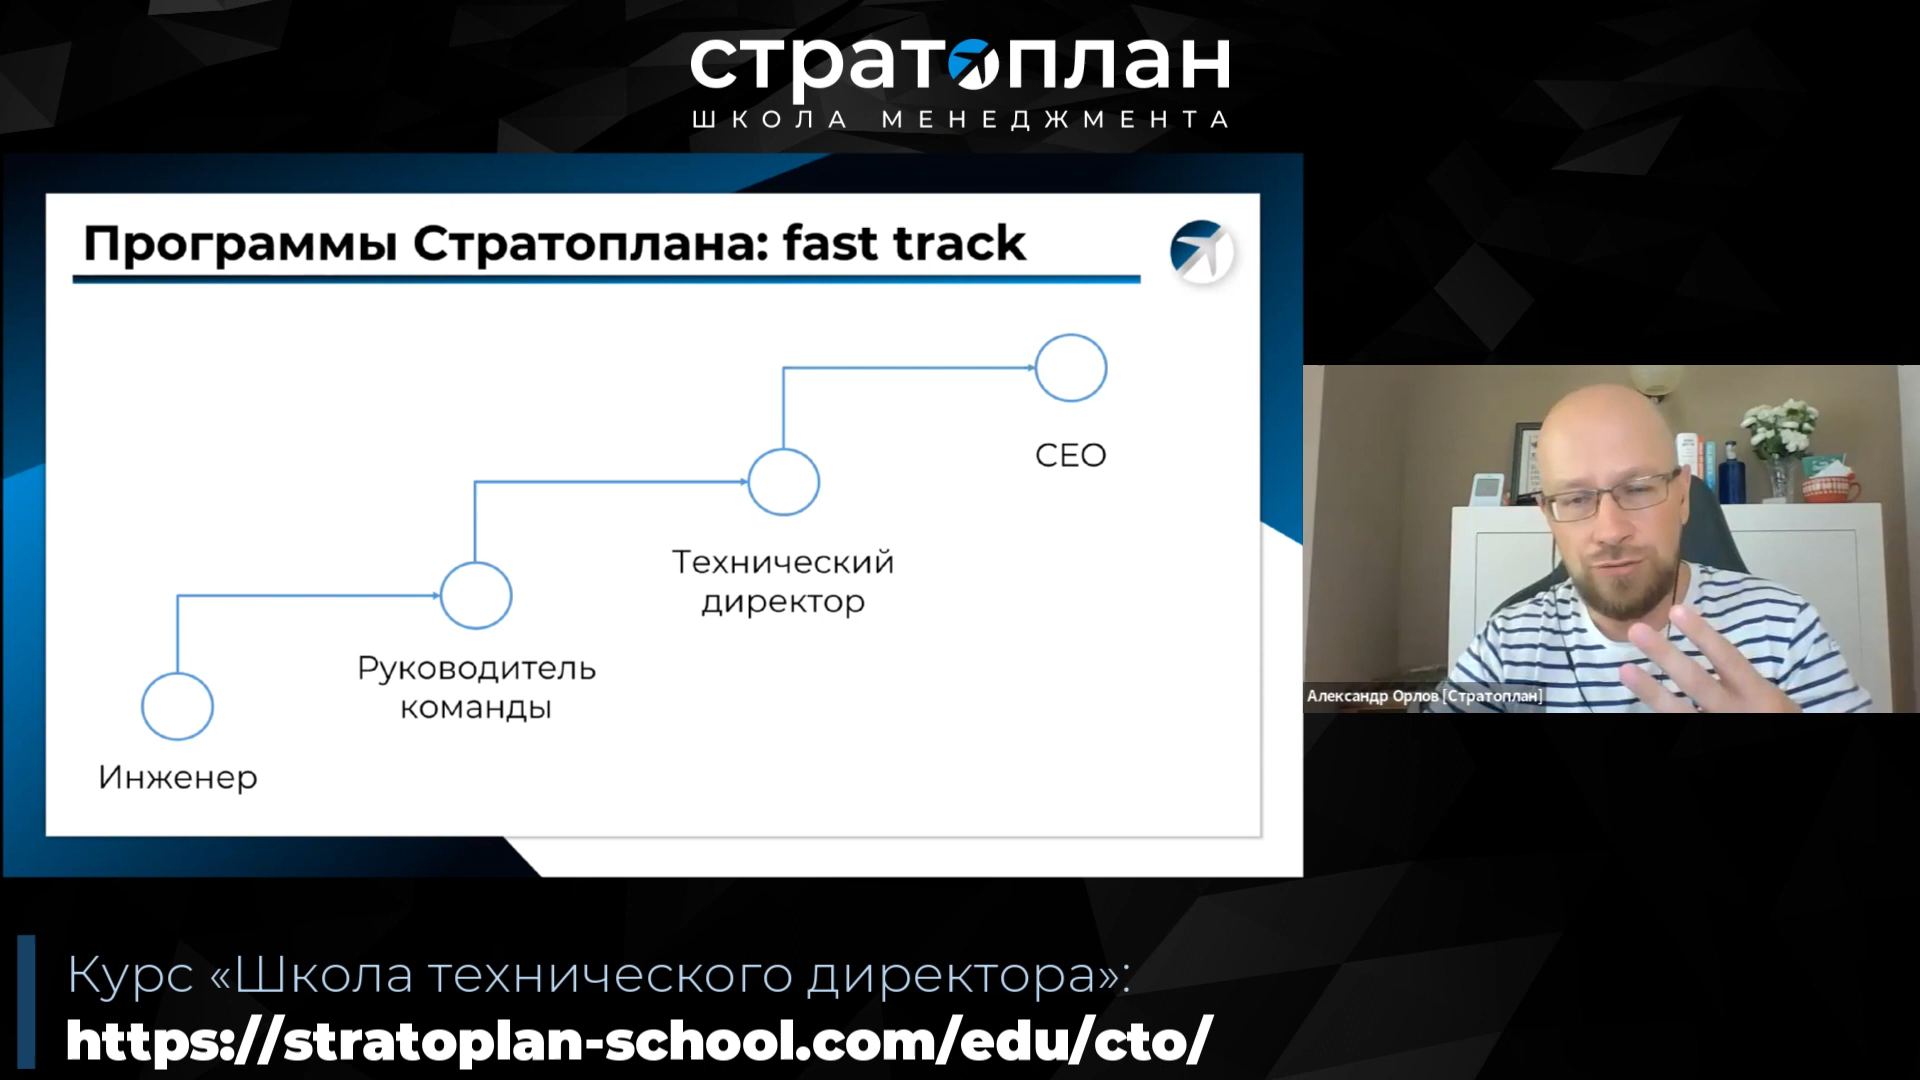 стратоплан
ШКОЛА МЕНЕДЖМЕНТА
Программы Стратоплана: fast track
CEO
Технический
директор
Руководитель
команды
Инженер
Александр Орлов [Стратоплан]
Курс «Школа технического директора»:
https://stratoplan-school.com/edu/cto/